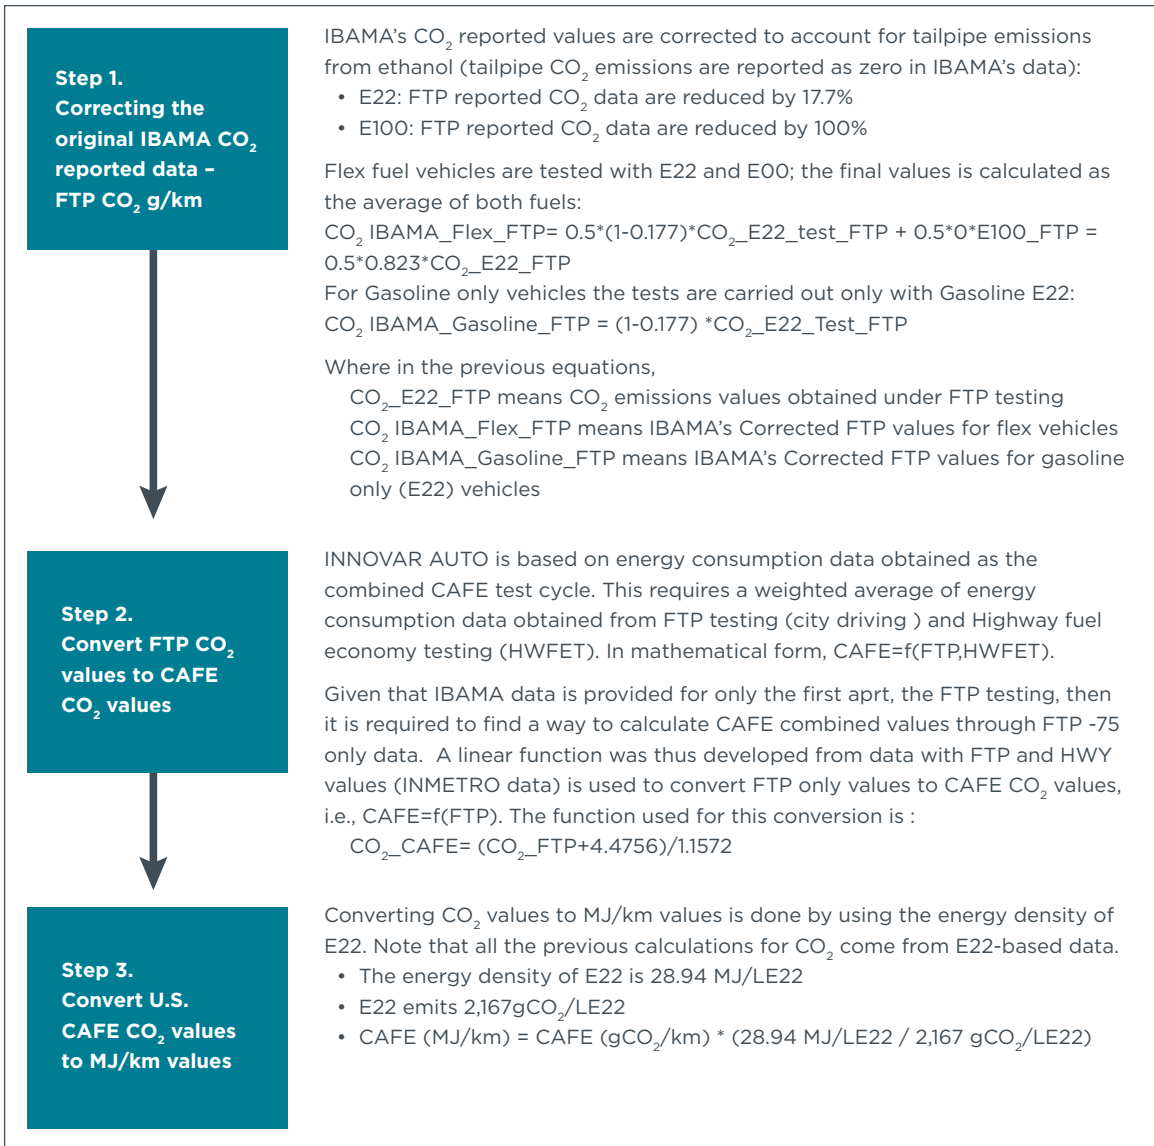 Step 1.
Correcting the
original IBAMA CO₂
reported data –
FTP CO₂ g/km
IBAMA’s CO₂ reported values are corrected to account for tailpipe emissions
from ethanol (tailpipe CO₂ emissions are reported as zero in IBAMA’s data):
• E22: FTP reported CO₂ data are reduced by 17.7%
• E100: FTP reported CO₂ data are reduced by 100%
Flex fuel vehicles are tested with E22 and E00; the final values is calculated as
the average of both fuels:
CO₂ IBAMA_Flex_FTP= 0.5*(1-0.177)*CO₂_E22_test_FTP + 0.5*0*E100_FTP =
0.5*0.823*CO₂_E22_FTP
For Gasoline only vehicles the tests are carried out only with Gasoline E22:
CO₂ IBAMA_Gasoline_FTP = (1-0.177) *CO₂_E22_Test_FTP
Where in the previous equations,
CO₂_E22_FTP means CO₂ emissions values obtained under FTP testing
CO₂ IBAMA_Flex_FTP means IBAMA’s Corrected FTP values for flex vehicles
CO₂ IBAMA_Gasoline_FTP means IBAMA’s Corrected FTP values for gasoline
only (E22) vehicles
Step 2.
Convert FTP CO₂
values to CAFE
CO₂ values
INNOVAR AUTO is based on energy consumption data obtained as the
combined CAFE test cycle. This requires a weighted average of energy
consumption data obtained from FTP testing (city driving ) and Highway fuel
economy testing (HWFET). In mathematical form, CAFE=f(FTP,HWFET).
Given that IBAMA data is provided for only the first aprt, the FTP testing, then
it is required to find a way to calculate CAFE combined values through FTP -75
only data.  A linear function was thus developed from data with FTP and HWY
values (INMETRO data) is used to convert FTP only values to CAFE CO₂ values,
i.e., CAFE=f(FTP). The function used for this conversion is :
CO₂_CAFE= (CO₂_FTP+4.4756)/1.1572
Step 3.
Convert U.S.
CAFE CO₂ values
to MJ/km values
Converting CO₂ values to MJ/km values is done by using the energy density of
E22. Note that all the previous calculations for CO₂ come from E22-based data.
• The energy density of E22 is 28.94 MJ/LE22
• E22 emits 2,167gCO₂/LE22
• CAFE (MJ/km) = CAFE (gCO₂/km) * (28.94 MJ/LE22 / 2,167 gCO₂/LE22)